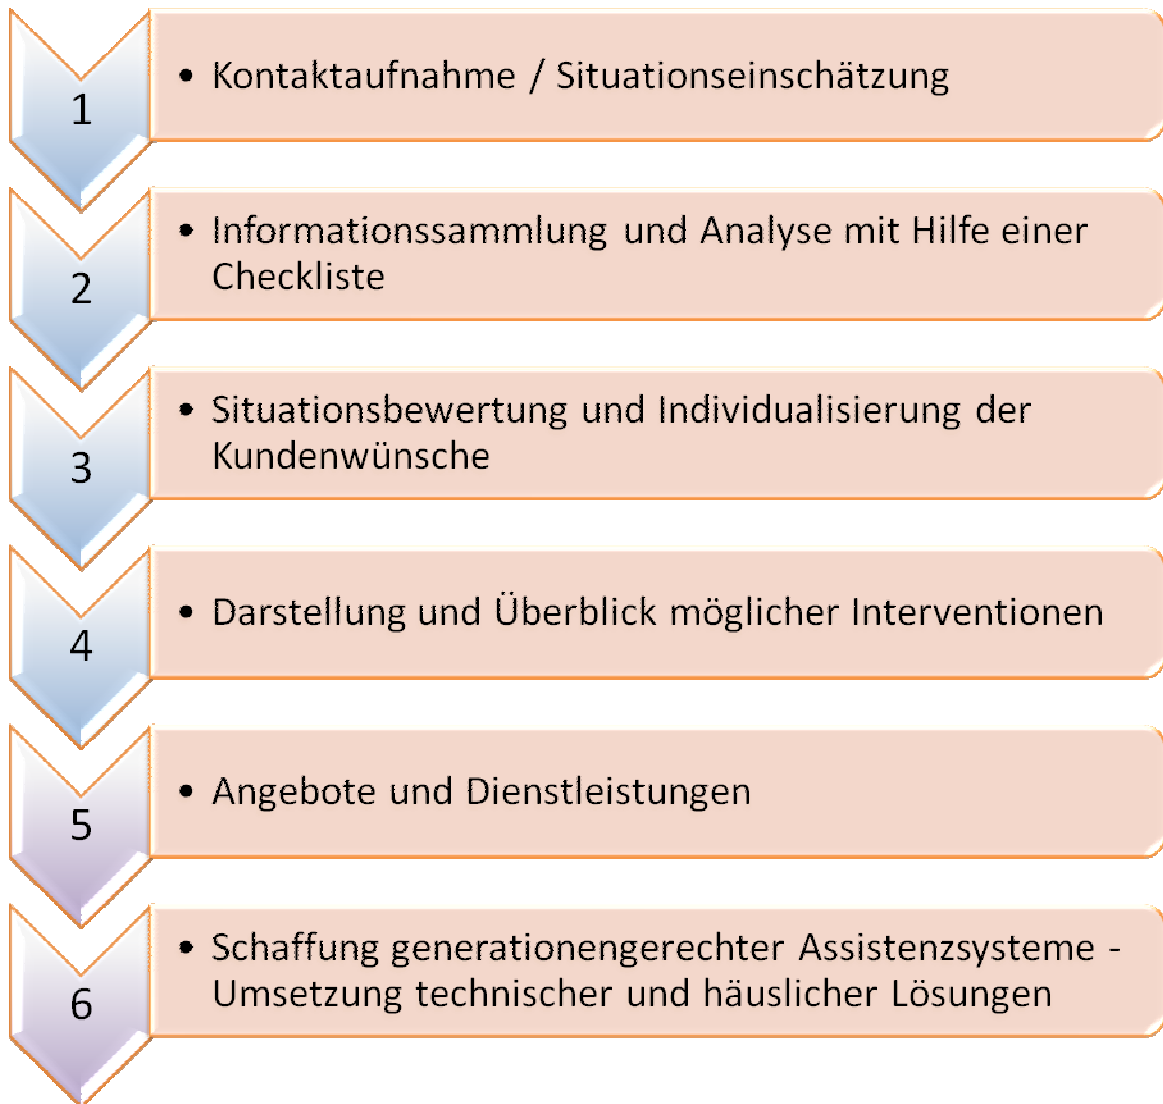 1
• Kontaktaufnahme / Situationseinschätzung
2
• Informationssammlung und Analyse mit Hilfe einer
Checkliste
3
• Situationsbewertung und Individualisierung der
Kundenwünsche
4
• Darstellung und Überblick möglicher Interventionen
5
• Angebote und Dienstleistungen
6
• Schaffung generationengerechter Assistenzsysteme -
Umsetzung technischer und häuslicher Lösungen